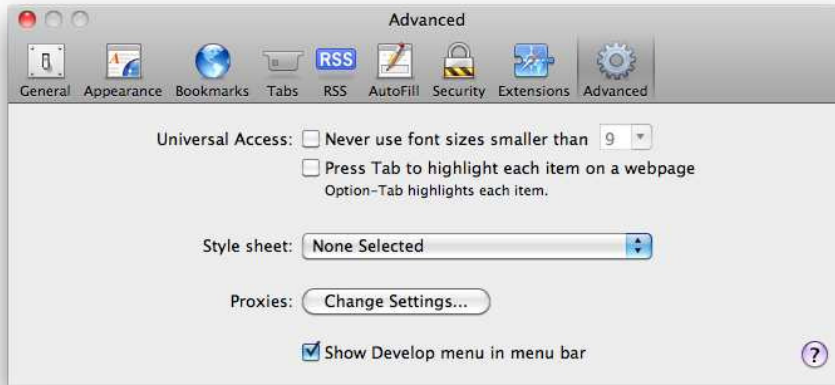 Advanced
RSS
General Appearance Bookmarks Tabs RSS AutoFill Security Extensions Advanced
Universal Access: Never use font sizes smaller than 9
Press Tab to highlight each item on a webpage
Option-Tab highlights each item.
Style sheet: None Selected
Proxies: Change Settings...
Show Develop menu in menu bar
?